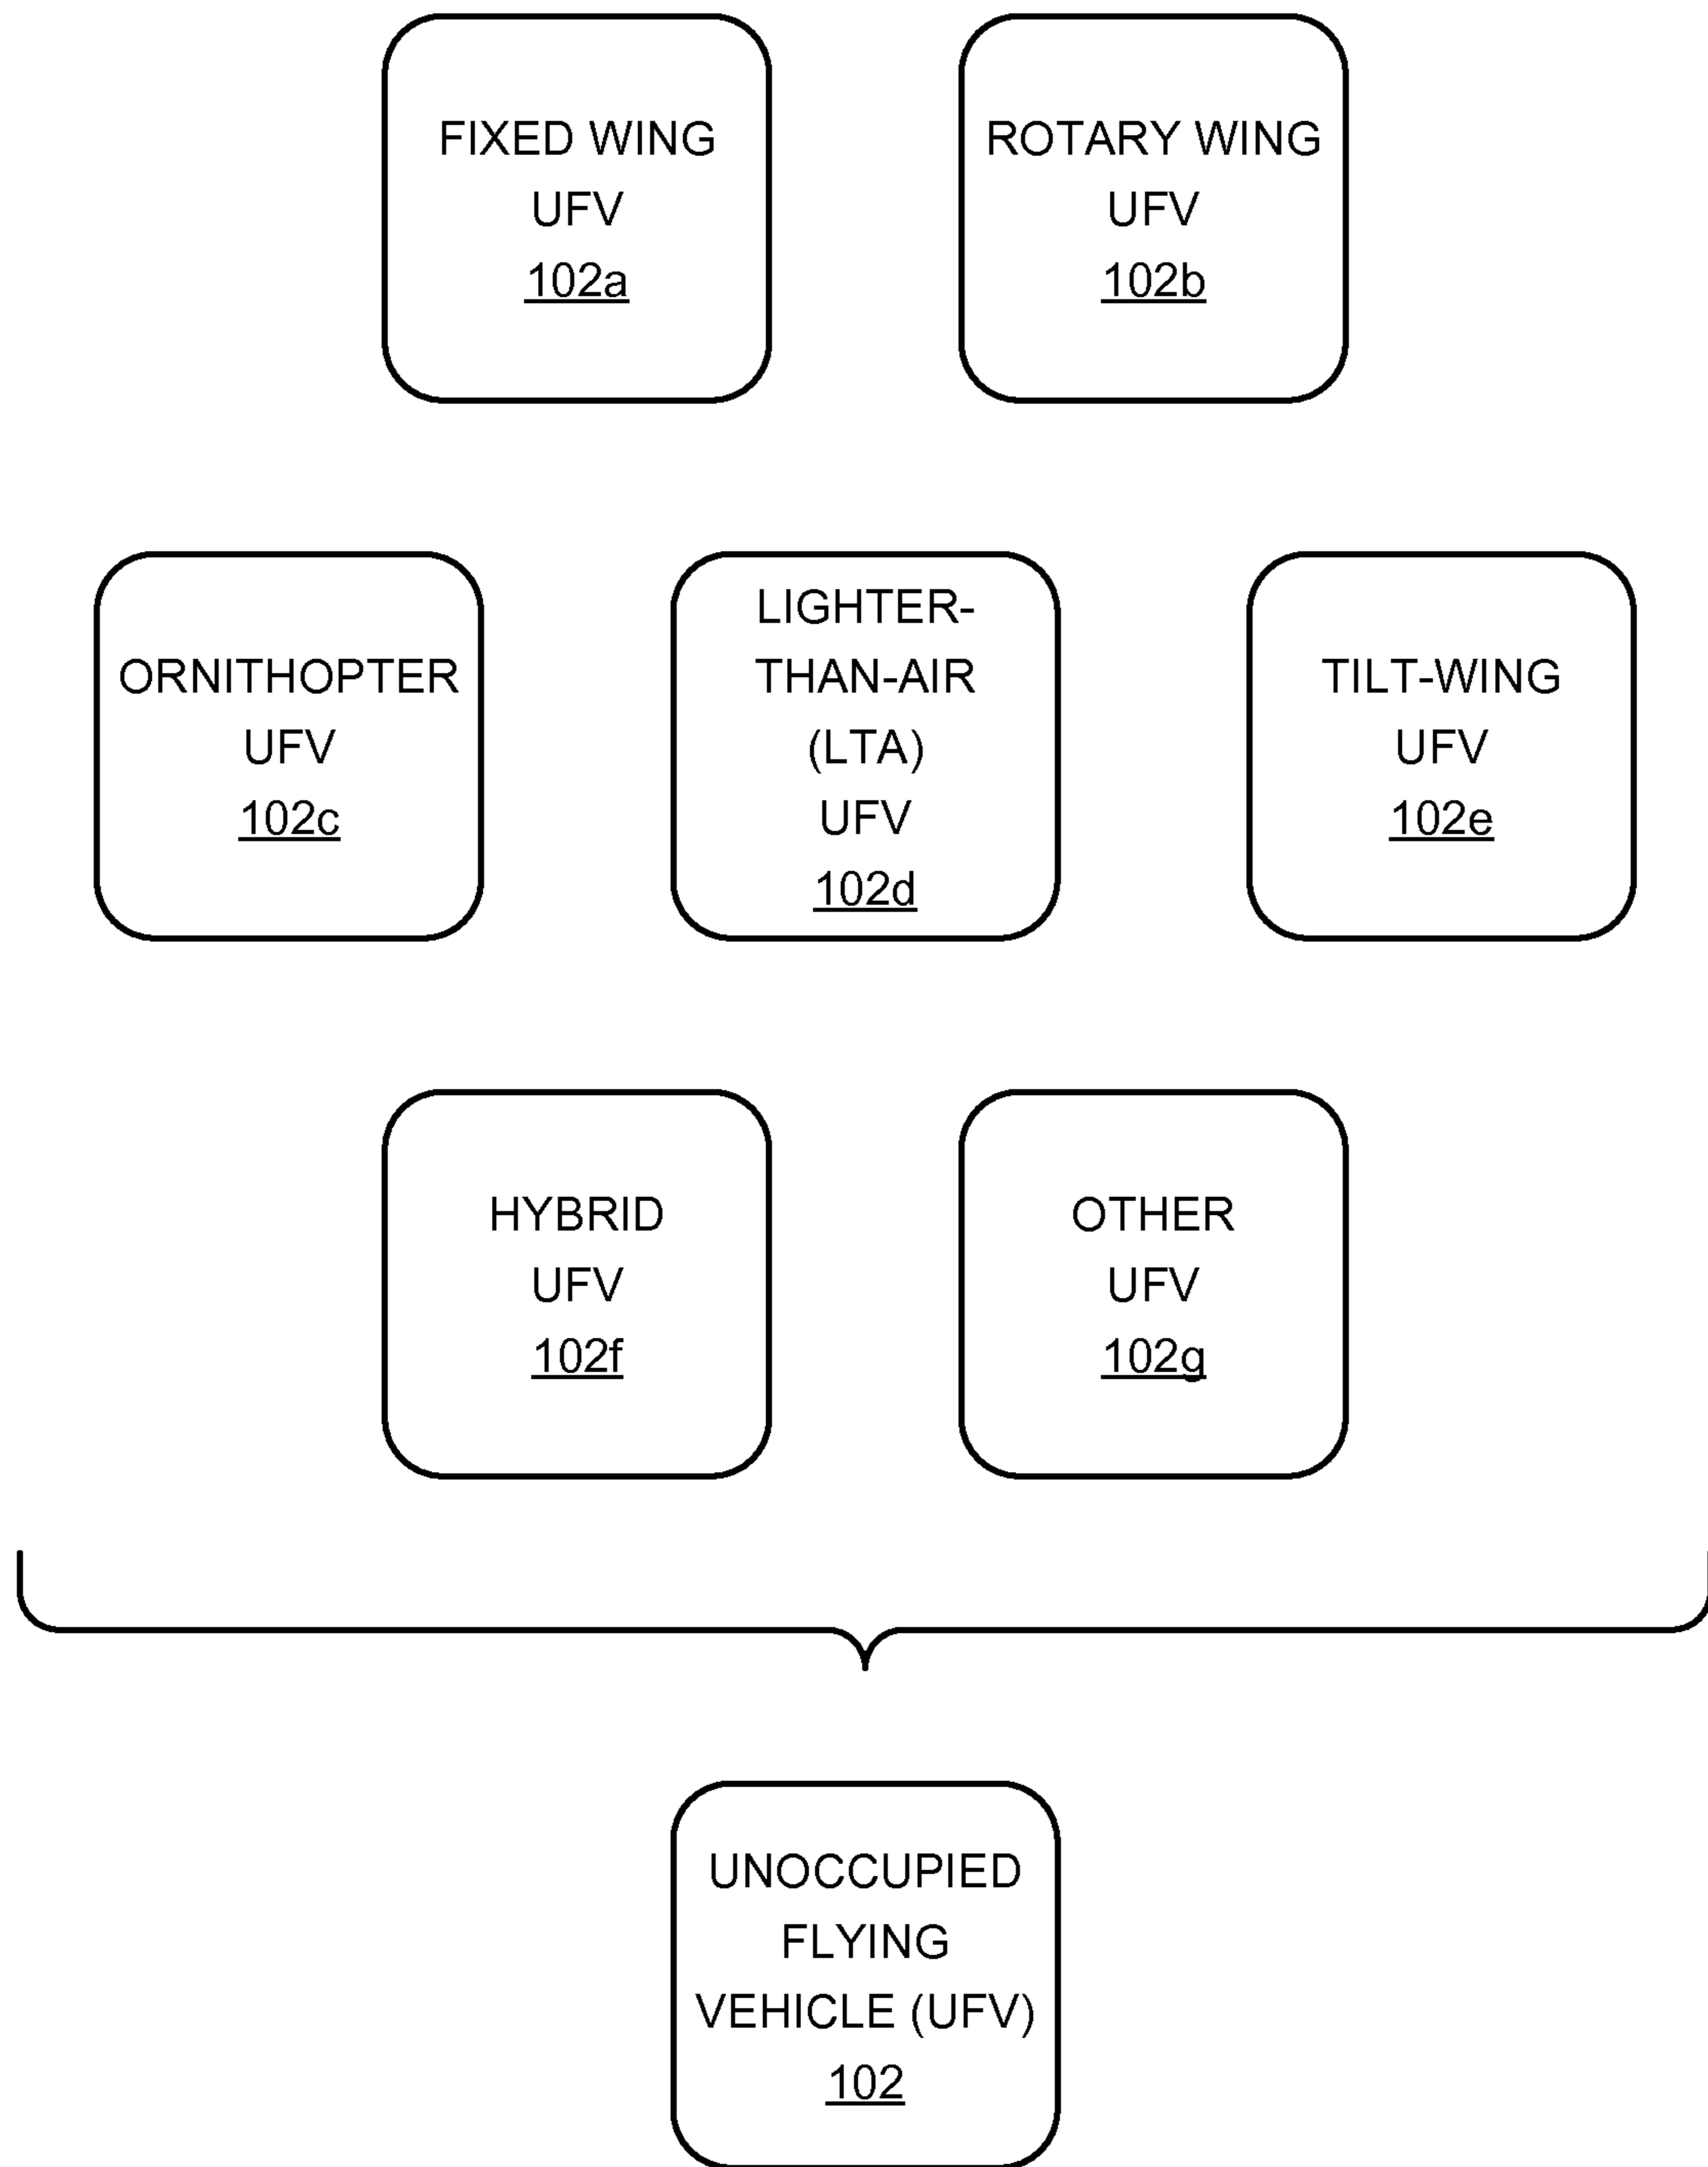 FIXED WING
UFV
102a
ROTARY WING
UFV
102b
ORNITHOPTER
UFV
102c
LIGHTER-
THAN-AIR
(LTA)
UFV
102d
TILT-WING
UFV
102e
HYBRID
UFV
102f
OTHER
UFV
102g
UNOCCUPIED
FLYING
VEHICLE (UFV)
102